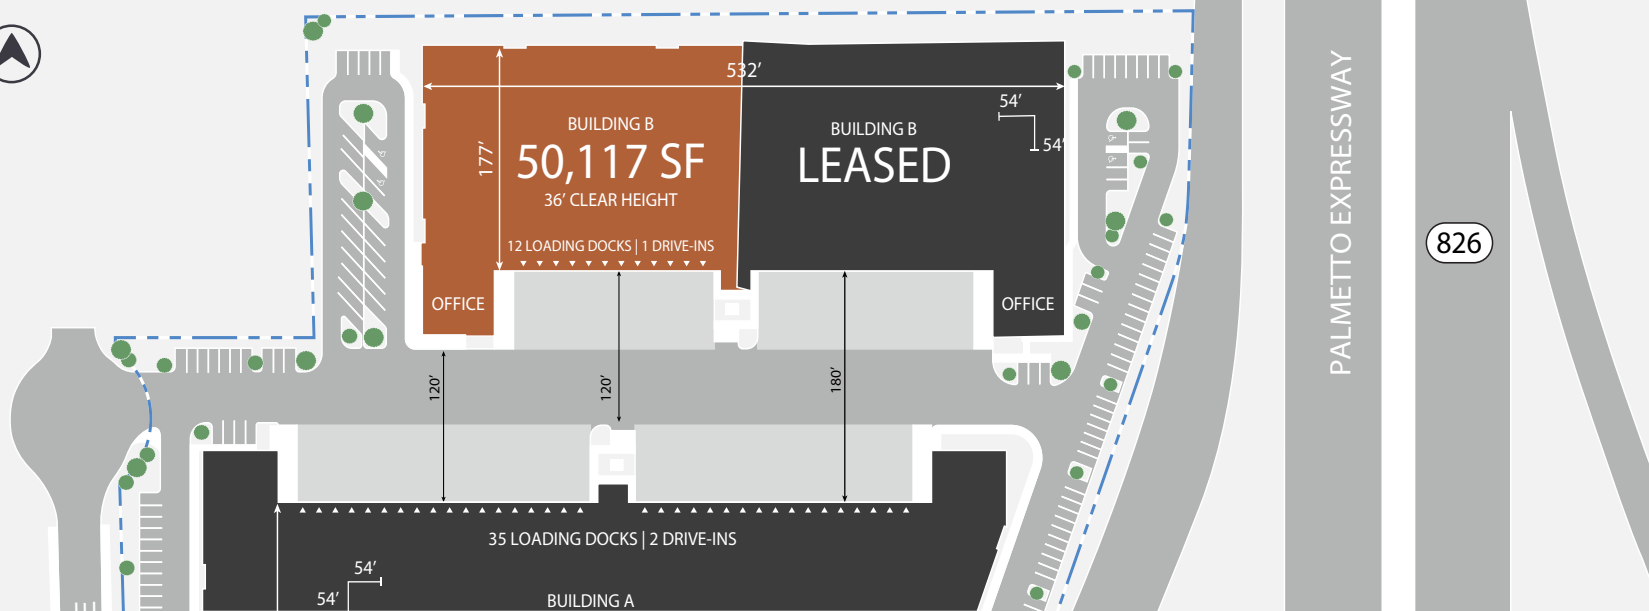 532’
54’
54’
BUILDING B
50,117 SF
36’ CLEAR HEIGHT
177’
12 LOADING DOCKS | 1 DRIVE-INS
OFFICE
BUILDING B
LEASED
OFFICE
PALMETTO EXPRESSWAY
826
120’
120’
180’
35 LOADING DOCKS | 2 DRIVE-INS
54’
54’
BUILDING A